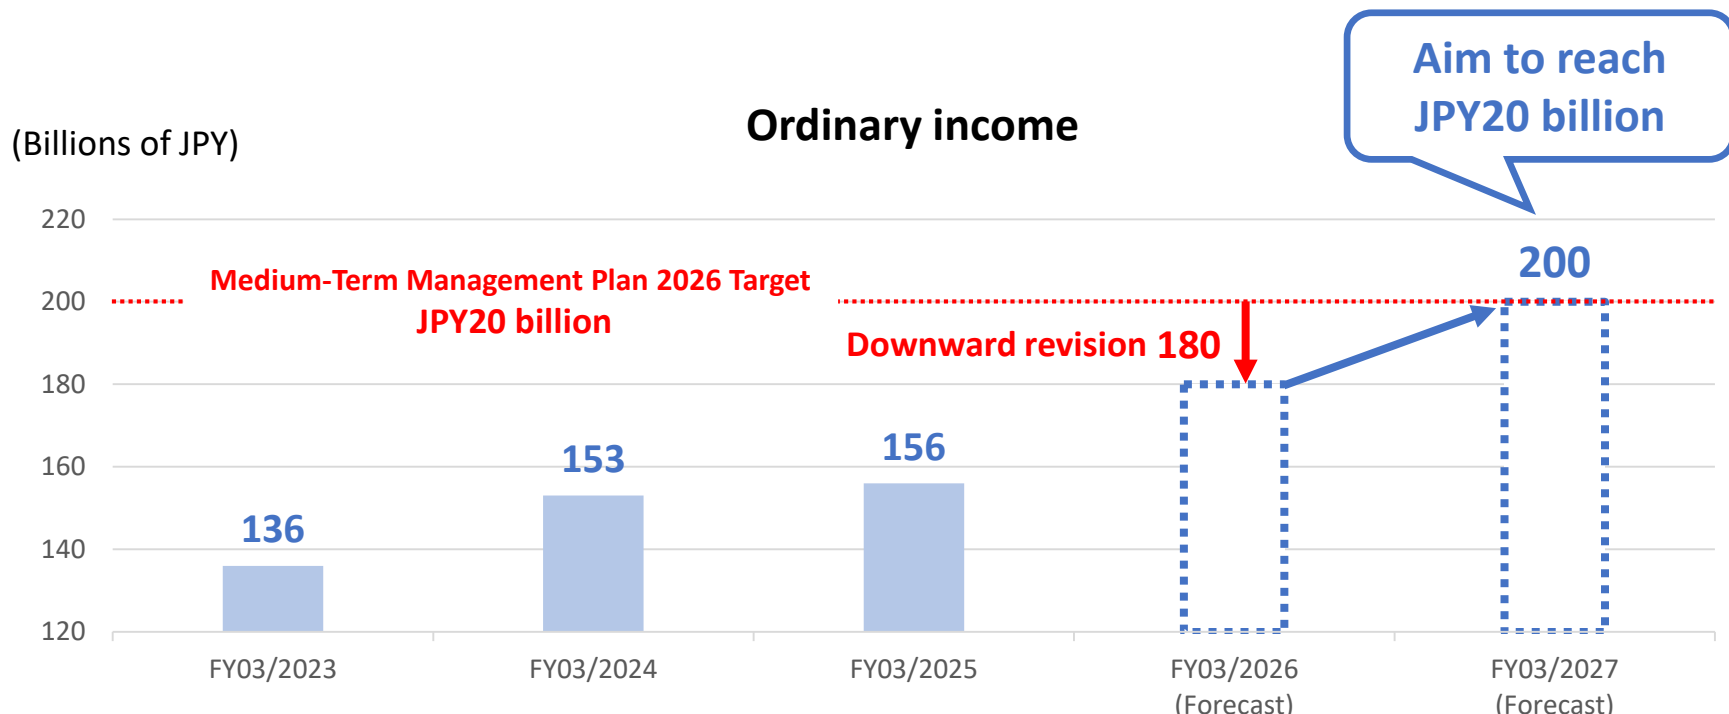 Aim to reach
JPY20 billion
Ordinary income
(Billions of JPY)
220
200
180
160
140
120
Medium-Term Management Plan 2026 Target
JPY20 billion
Downward revision 180
136
153
156
200
FY03/2023
FY03/2024
FY03/2025
FY03/2026
(Forecast)
FY03/2027
(Forecast)